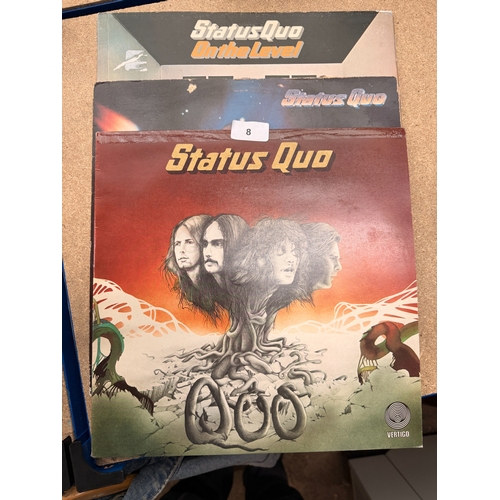 Status Quo
On the Level
Status Quo
8
Status Quo
Quo
VERTIGO